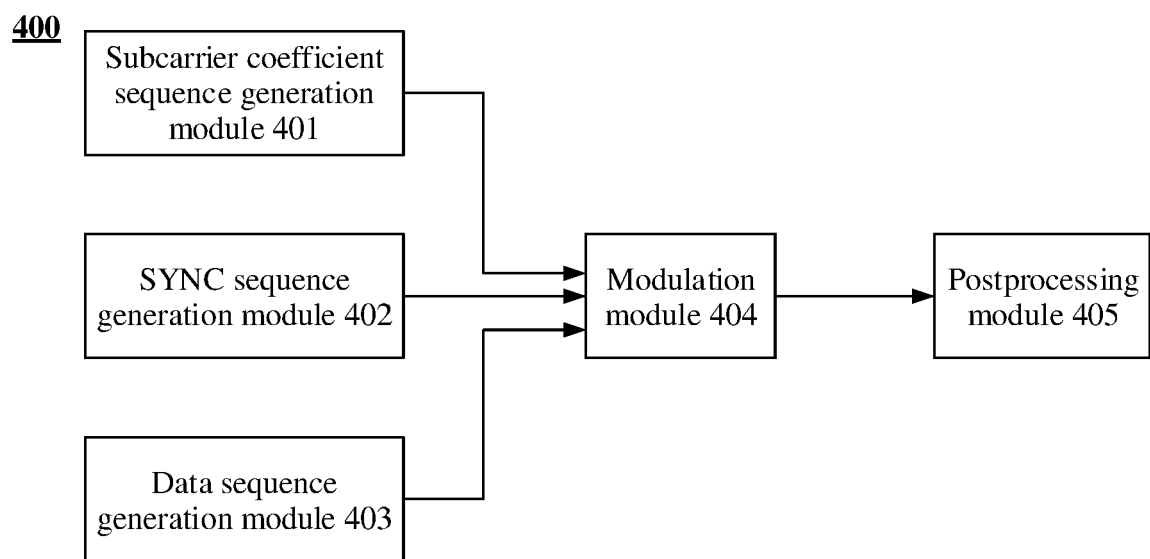 400
Subcarrier coefficient
sequence generation
module 401
SYNC sequence
generation module 402
Modulation
module 404
Postprocessing
module 405
Data sequence
generation module 403